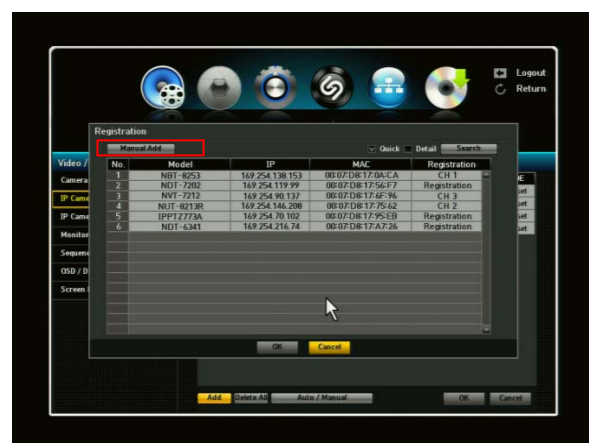 Logout
Return
Registration
Manual Add
Quick Detail Search
No. Model IP MAC Registration
1 NBT-8253 169.254.138.153 00:07:D8:17:0A:CA CH 1
2 NDT-7202 169.254.119.99 00:07:D8:17:56:F7 Registration
3 NVT-7212 169.254.90.137 00:07:D8:17:6F:96 CH 3
4 NUT-8213R 169.254.146.208 00:07:D8:17:75:62 CH 2
5 IPPTZ773A 169.254.70.102 00:07:D8:17:95:EB Registration
6 NDT-6341 169.254.216.74 00:07:D8:17:A7:26 Registration
Video /
Camera
IP Came
IP Came
Monitor
Sequen
OSD / D
Screen
OK Cancel
Add Delete All Auto / Manual OK Cancel